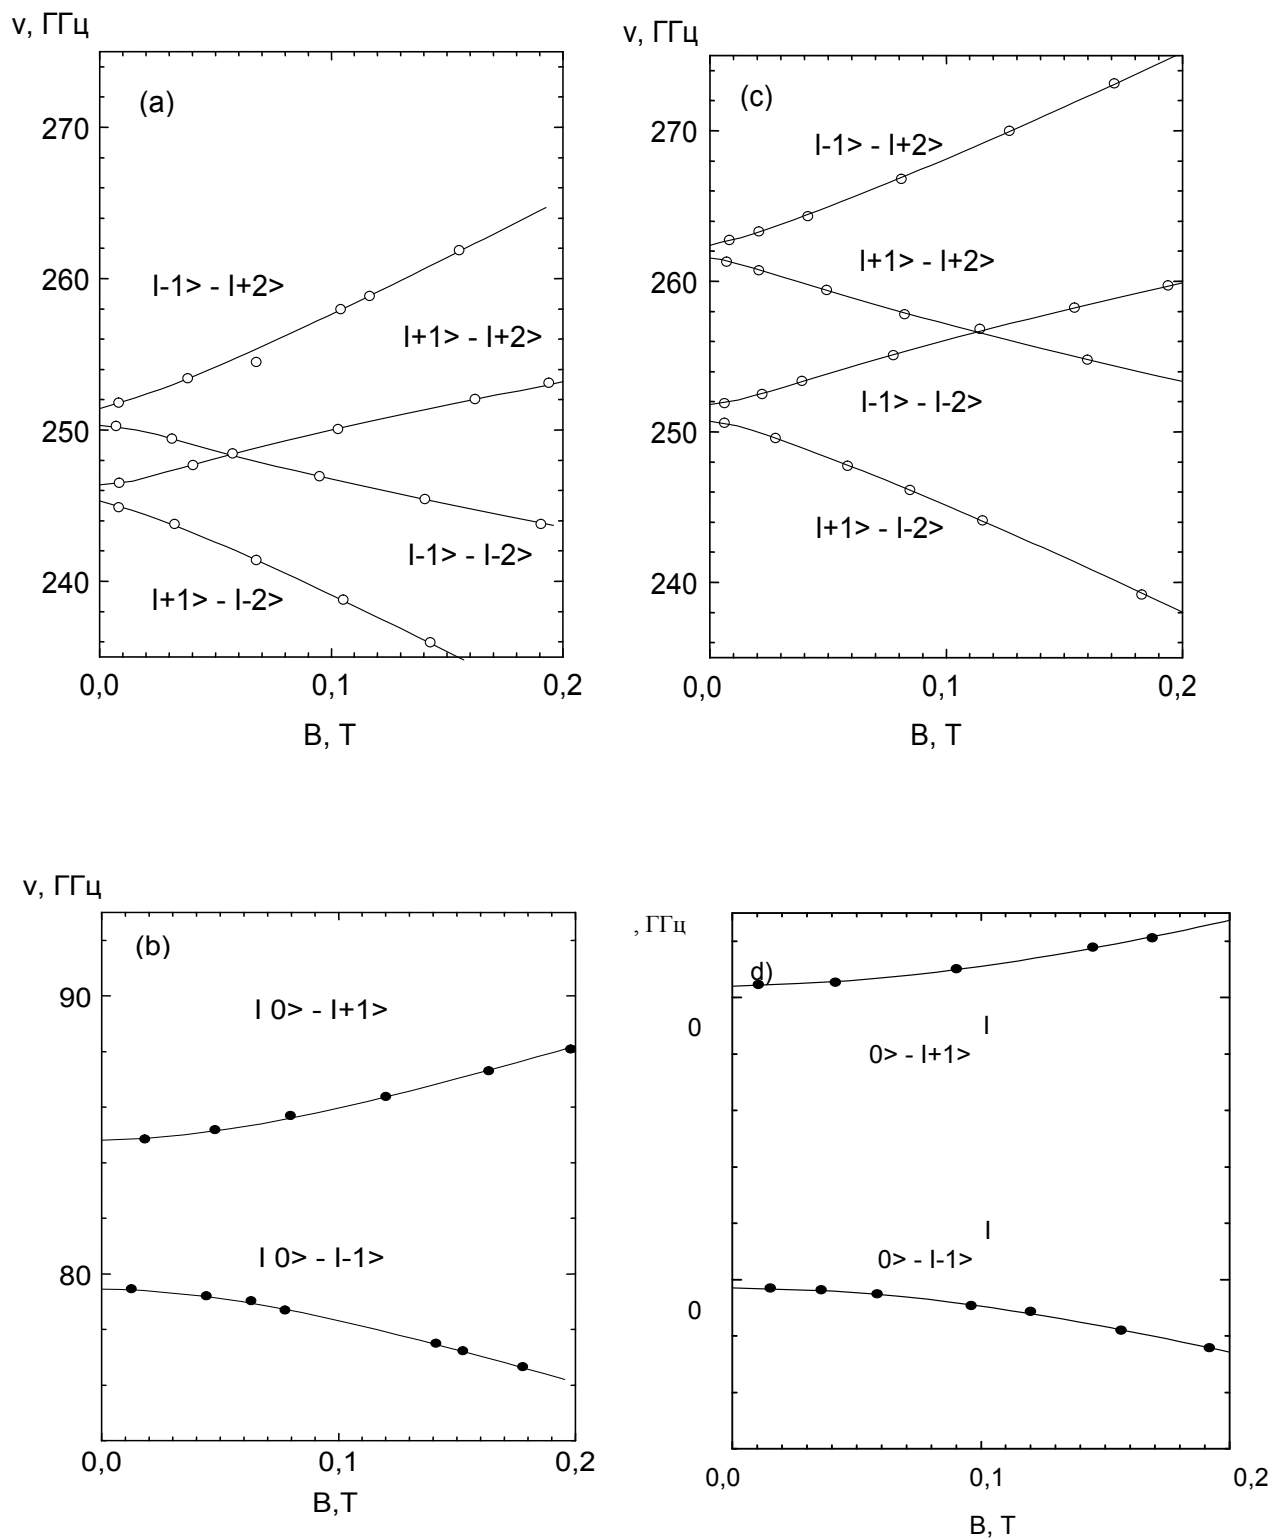 ν, ГГц
(a)
270
260
250
240
I-1> - I+2>
I+1> - I+2>
I-1> - I-2>
I+1> - I-2>
0,0
0,1
0,2
B, T
ν, ГГц
(c)
270
260
250
240
I-1> - I+2>
I+1> - I+2>
I-1> - I-2>
I+1> - I-2>
0,0
0,1
0,2
B, T
ν, ГГц
(b)
90
80
I 0> - I+1>
I 0> - I-1>
0,0
0,1
0,2
B,T
, ГГц
d)
0
I
0> - I+1>
I
0> - I-1>
0
0,0
0,1
0,2
B, T